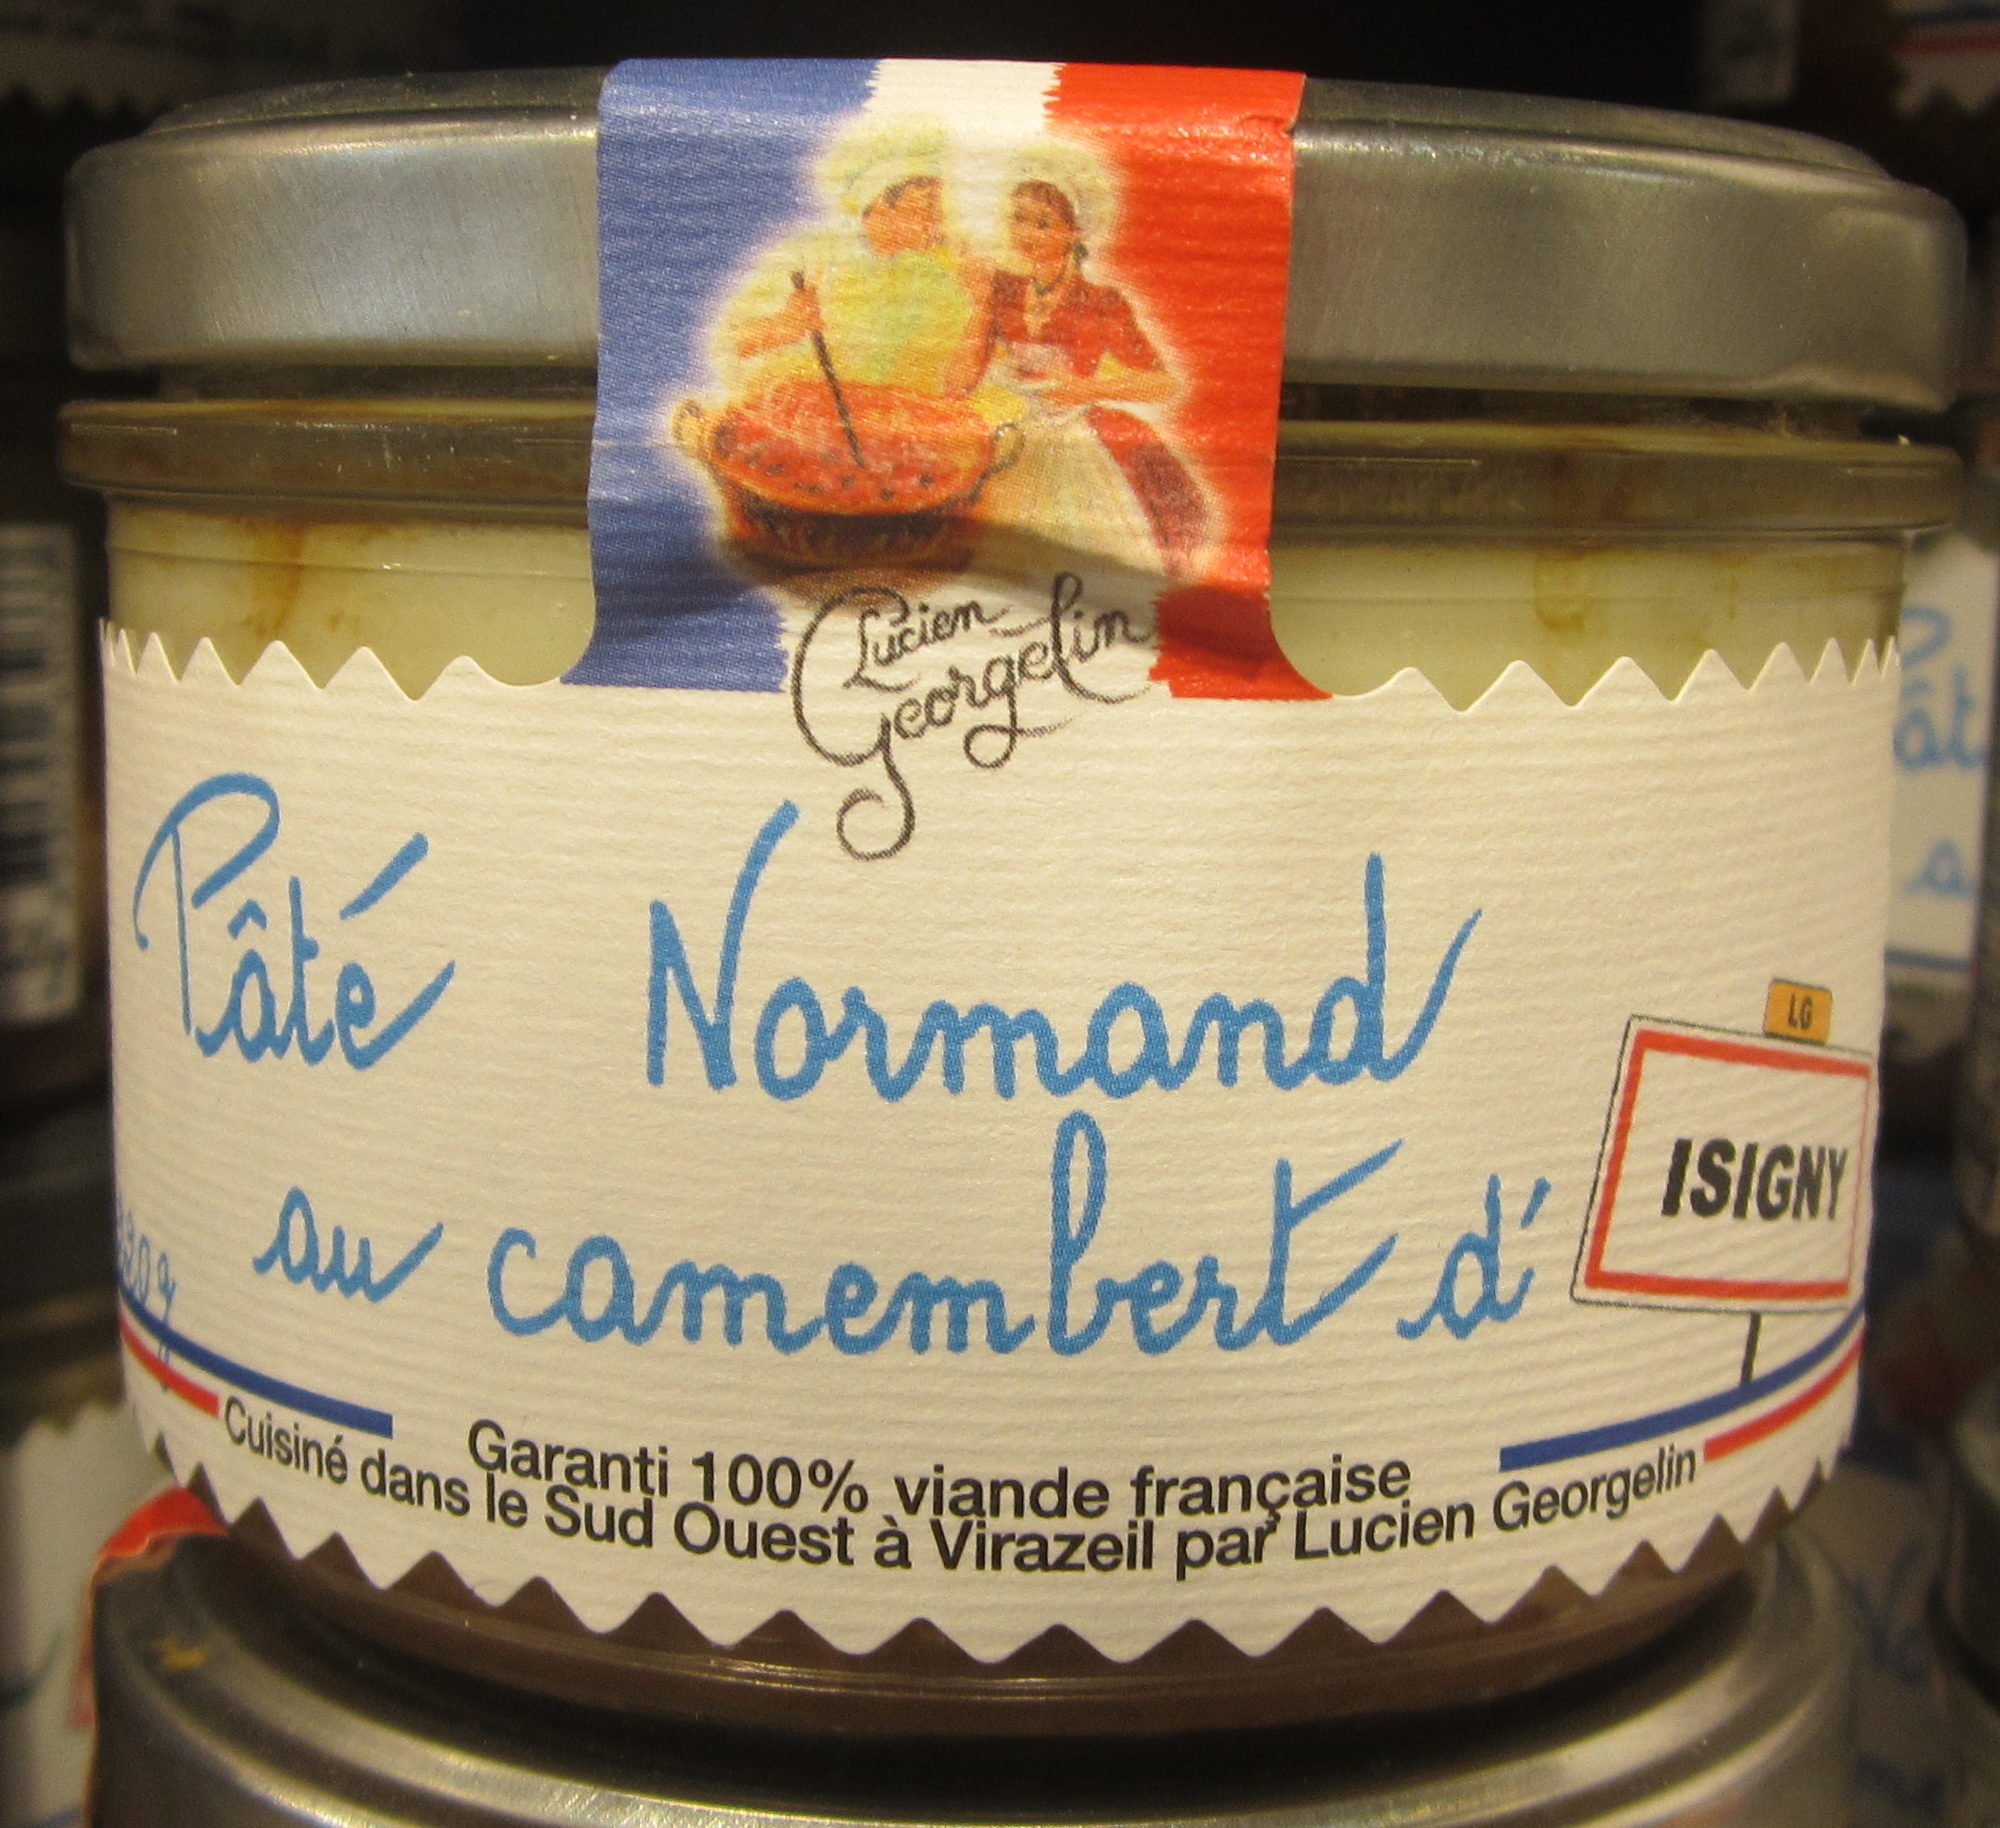 Lucien
Georgelin
Pâté Normand
LG
ISIGNY
au camembert d'
Garanti 100% viande française
Cuisiné dans le Sud Ouest à Virazeil par Lucien Georgelin